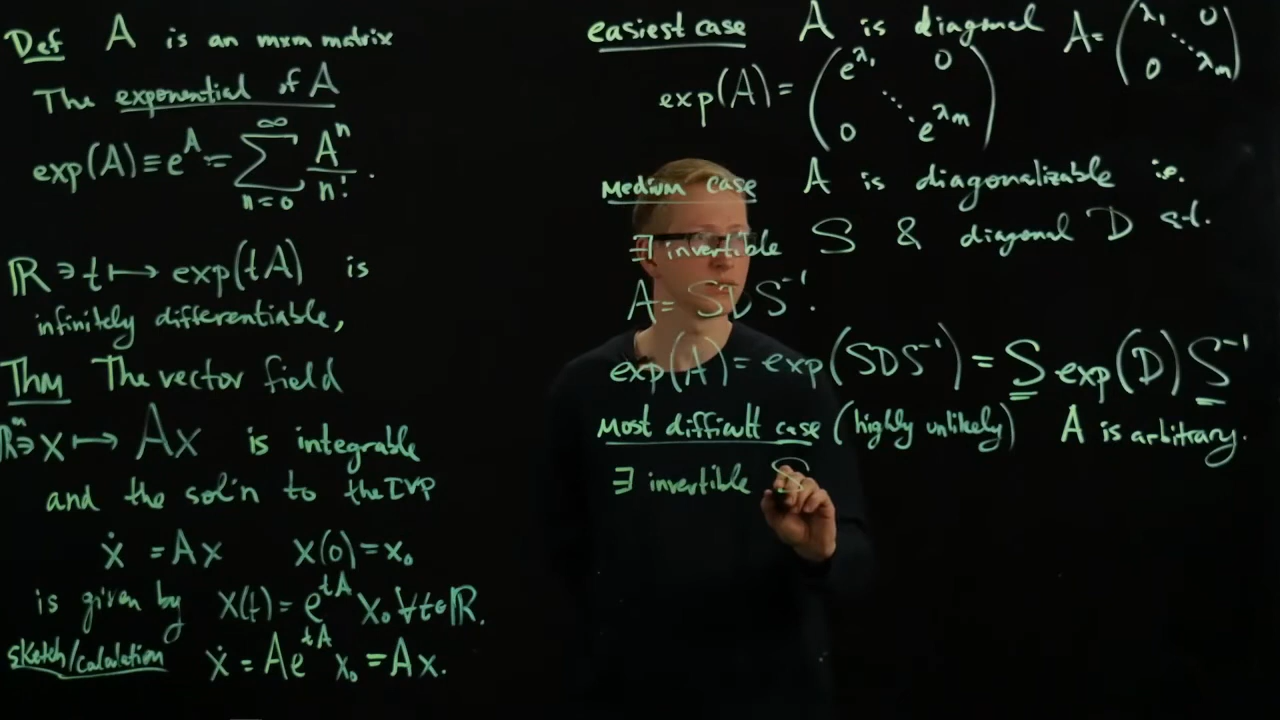 Def A is an mxm matrix
The exponential of A
exp(A) ≡ e^A = ∑_{n=0}^{∞} A^n / n! .
ℝ ∋ t ⟼ exp(tA) is
infinitely differentiable,
Thm The vector field
ℝ^m ∋ x ⟼ Ax is integrable
and the sol'n to the IVP
ẋ = Ax x(0) = x₀
is given by x(t) = e^{tA} x₀ ∀ t ∈ ℝ.
sketch/calculation ẋ = Ae^{tA} x₀ = Ax.
easiest case A is diagonal A = (λ₁ 0 ⋱ 0 λ_m)
exp(A) = (e^{λ₁} 0 ⋱ 0 e^{λ_m})
Medium case A is diagonalizable i.e.
∃ invertible S & diagonal D s.t.
A = SDS⁻¹.
exp(A) = exp(SDS⁻¹) = S exp(D) S⁻¹
Most difficult case (highly unlikely) A is arbitrary.
∃ invertible S